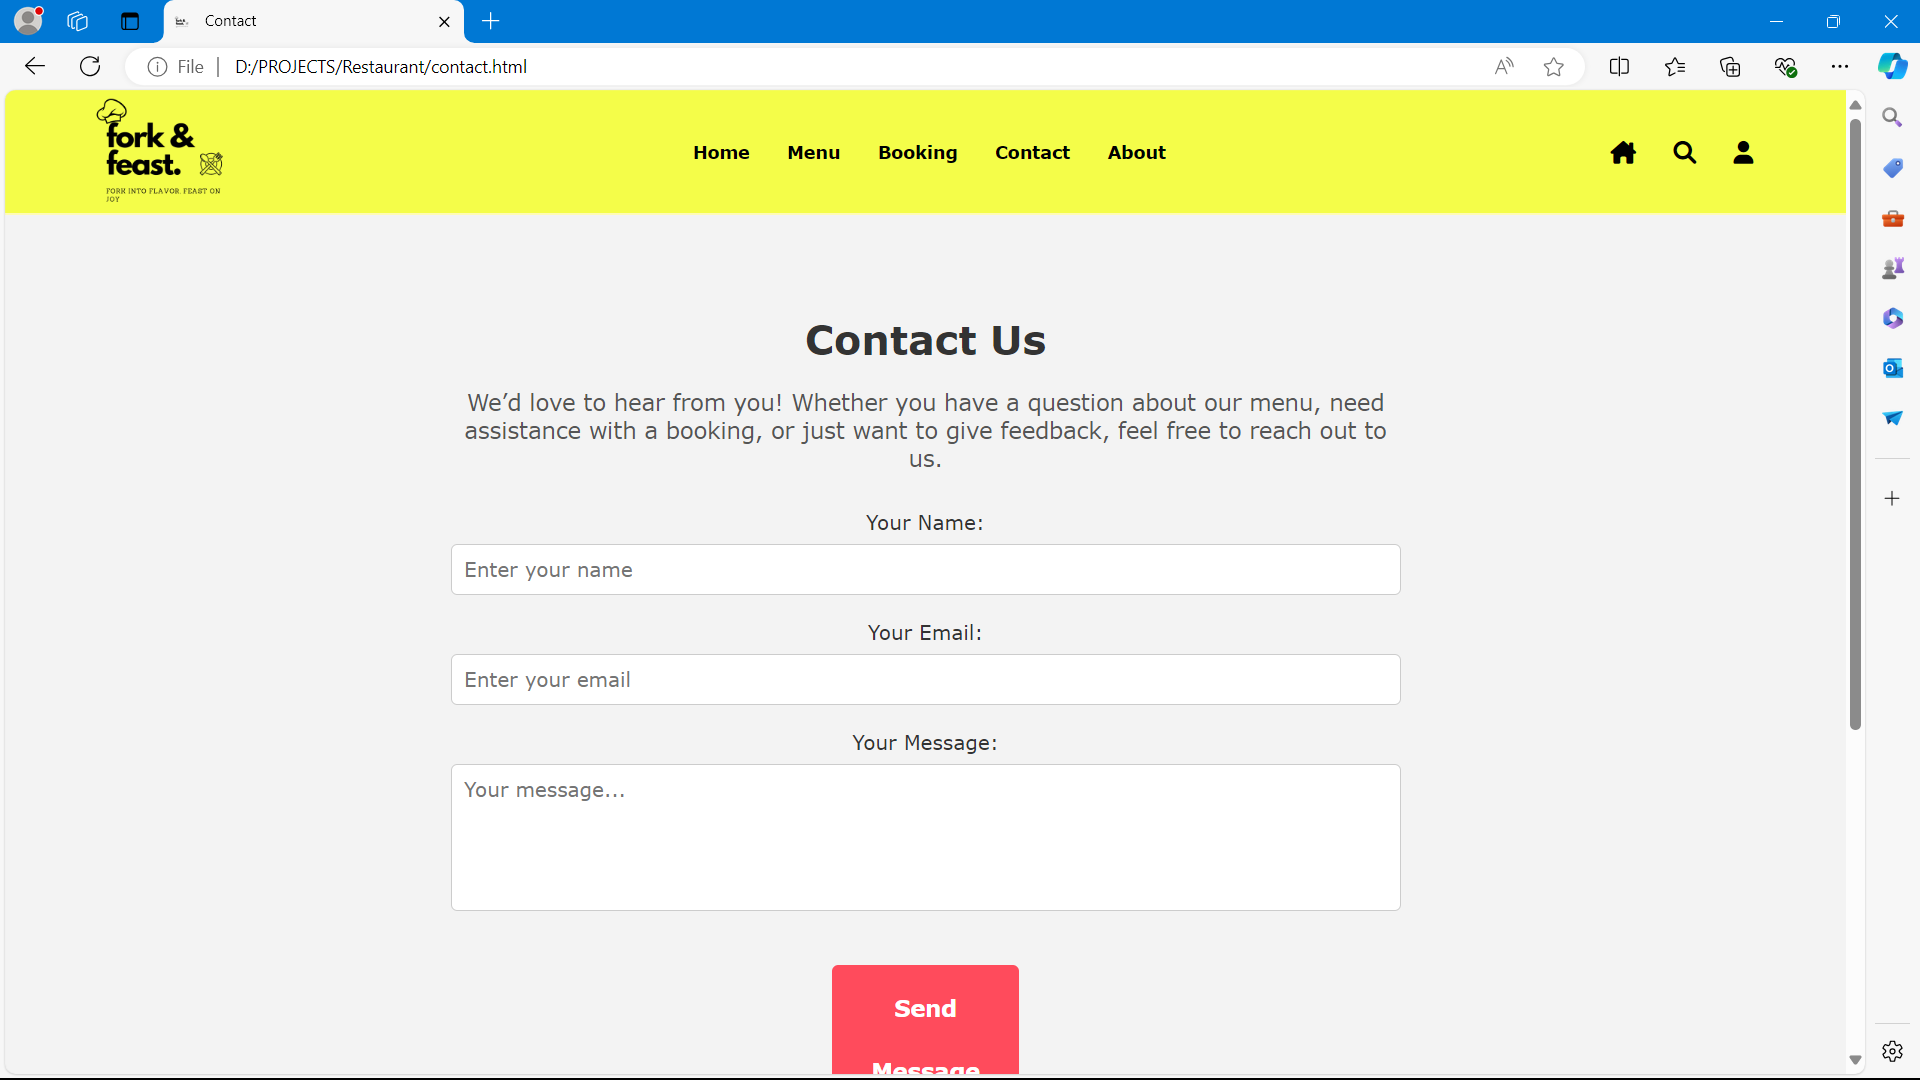 Contact
File
D:/PROJECTS/Restaurant/contact.html
fork &
feast.
FORK INTO FLAVOR. FEAST ON
JOY
Home Menu Booking Contact About
Contact Us
We’d love to hear from you! Whether you have a question about our menu, need
assistance with a booking, or just want to give feedback, feel free to reach out to
us.
Your Name:
Enter your name
Your Email:
Enter your email
Your Message:
Your message...
Send
Message